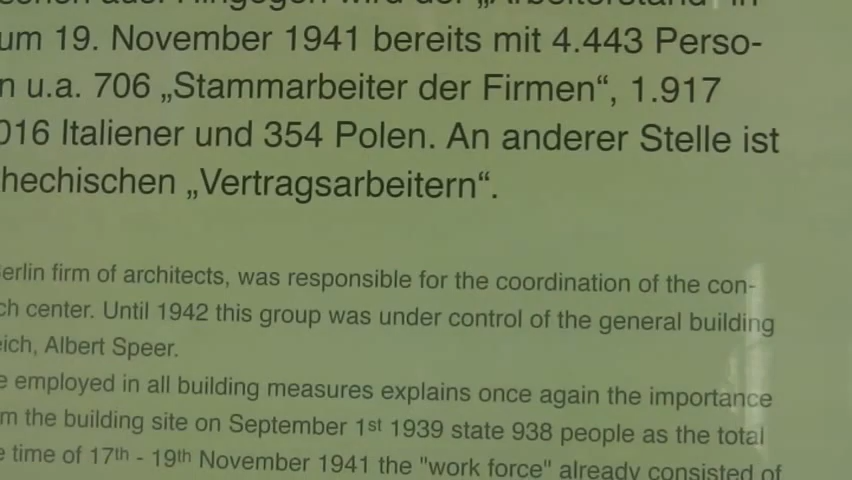 wird der „Arbeiterstand" in
um 19. November 1941 bereits mit 4.443 Perso-
n u.a. 706 „Stammarbeiter der Firmen“, 1.917
016 Italiener und 354 Polen. An anderer Stelle ist
hechischen „Vertragsarbeitern“.
erlin firm of architects, was responsible for the coordination of the con-
ch center. Until 1942 this group was under control of the general building
eich, Albert Speer.
e employed in all building measures explains once again the importance
m the building site on September 1st 1939 state 938 people as the total
e time of 17th - 19th November 1941 the "work force" already consisted of